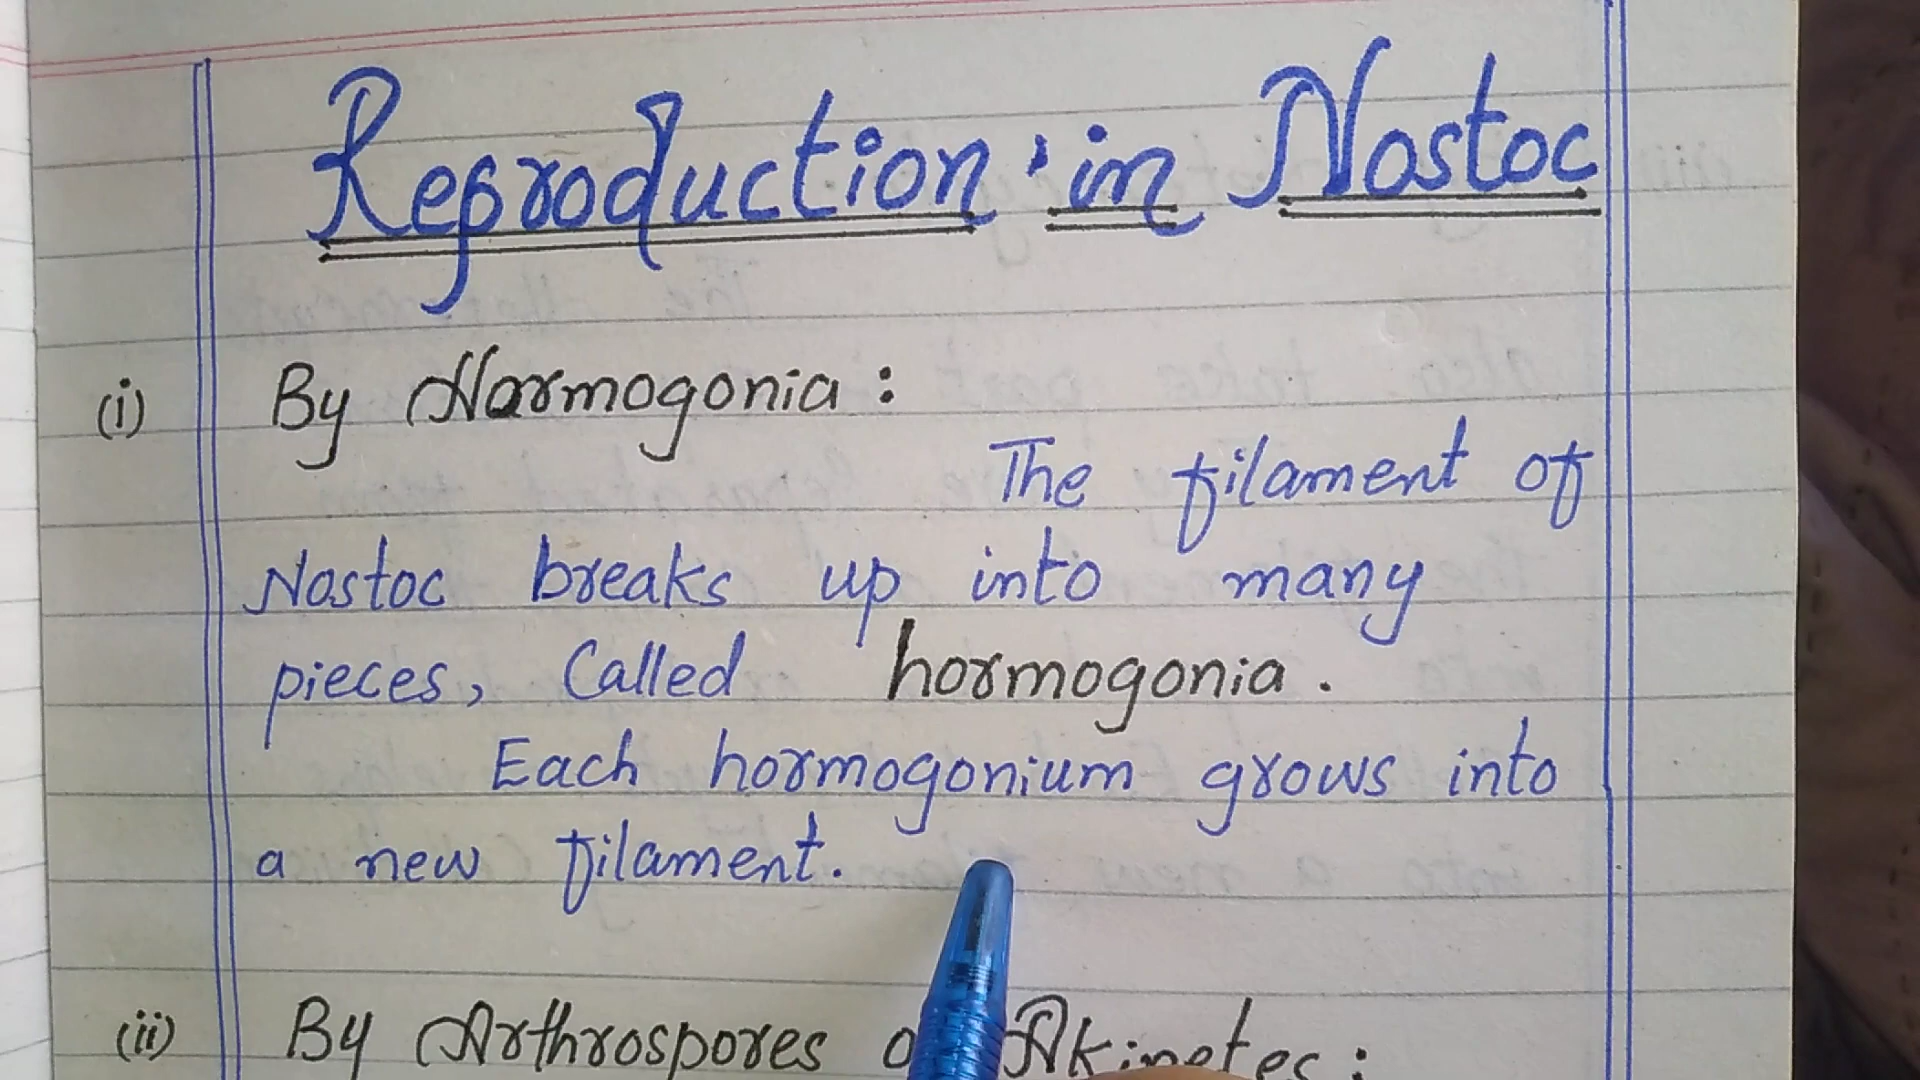 Reproduction in Nostoc
(i) By Hormogonia :
The filament of
Nostoc breaks up into many
pieces, Called hormogonia .
Each hormogonium grows into
a new filament.
(ii) By Arthrospores Akinetes :